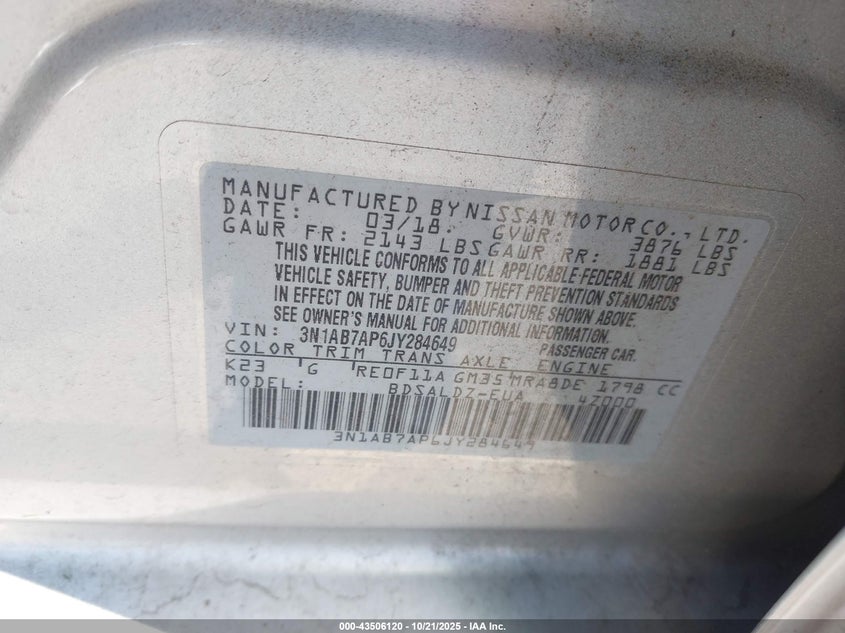 MANUFACTURED BY NISSAN MOTOR CO., LTD.
DATE: 03/18 GVWR: 3876 LBS
GAWR FR: 2143 LBS GAWR RR: 1881 LBS
THIS VEHICLE CONFORMS TO ALL APPLICABLE FEDERAL MOTOR
VEHICLE SAFETY, BUMPER AND THEFT PREVENTION STANDARDS
IN EFFECT ON THE DATE OF MANUFACTURE SHOWN ABOVE.
SEE OWNER'S MANUAL FOR ADDITIONAL INFORMATION.
VIN: 3N1AB7AP6JY284649 PASSENGER CAR.
COLOR TRIM TRANS AXLE ENGINE
K23 G RE0F11A GM35 MRA8DE 1798 CC
MODEL: BDSALDZ-EUA 4Z000
3N1AB7AP6JY284649
000-43506120 - 10/21/2025 - IAA Inc.